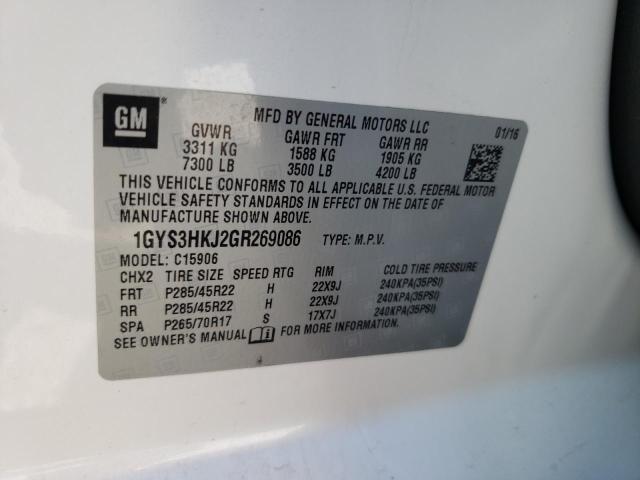 GM ®
MFD BY GENERAL MOTORS LLC 01/16
GVWR GAWR FRT GAWR RR
3311 KG 1588 KG 1905 KG
7300 LB 3500 LB 4200 LB
THIS VEHICLE CONFORMS TO ALL APPLICABLE U.S. FEDERAL MOTOR
VEHICLE SAFETY STANDARDS IN EFFECT ON THE DATE OF
MANUFACTURE SHOWN ABOVE.
1GYS3HKJ2GR269086 TYPE: M.P.V.
MODEL: C15906
CHX2 TIRE SIZE SPEED RTG RIM COLD TIRE PRESSURE
FRT P285/45R22 H 22X9J 240KPA(35PSI)
RR P285/45R22 H 22X9J 240KPA(35PSI)
SPA P265/70R17 S 17X7J 240KPA(35PSI)
SEE OWNER'S MANUAL FOR MORE INFORMATION.